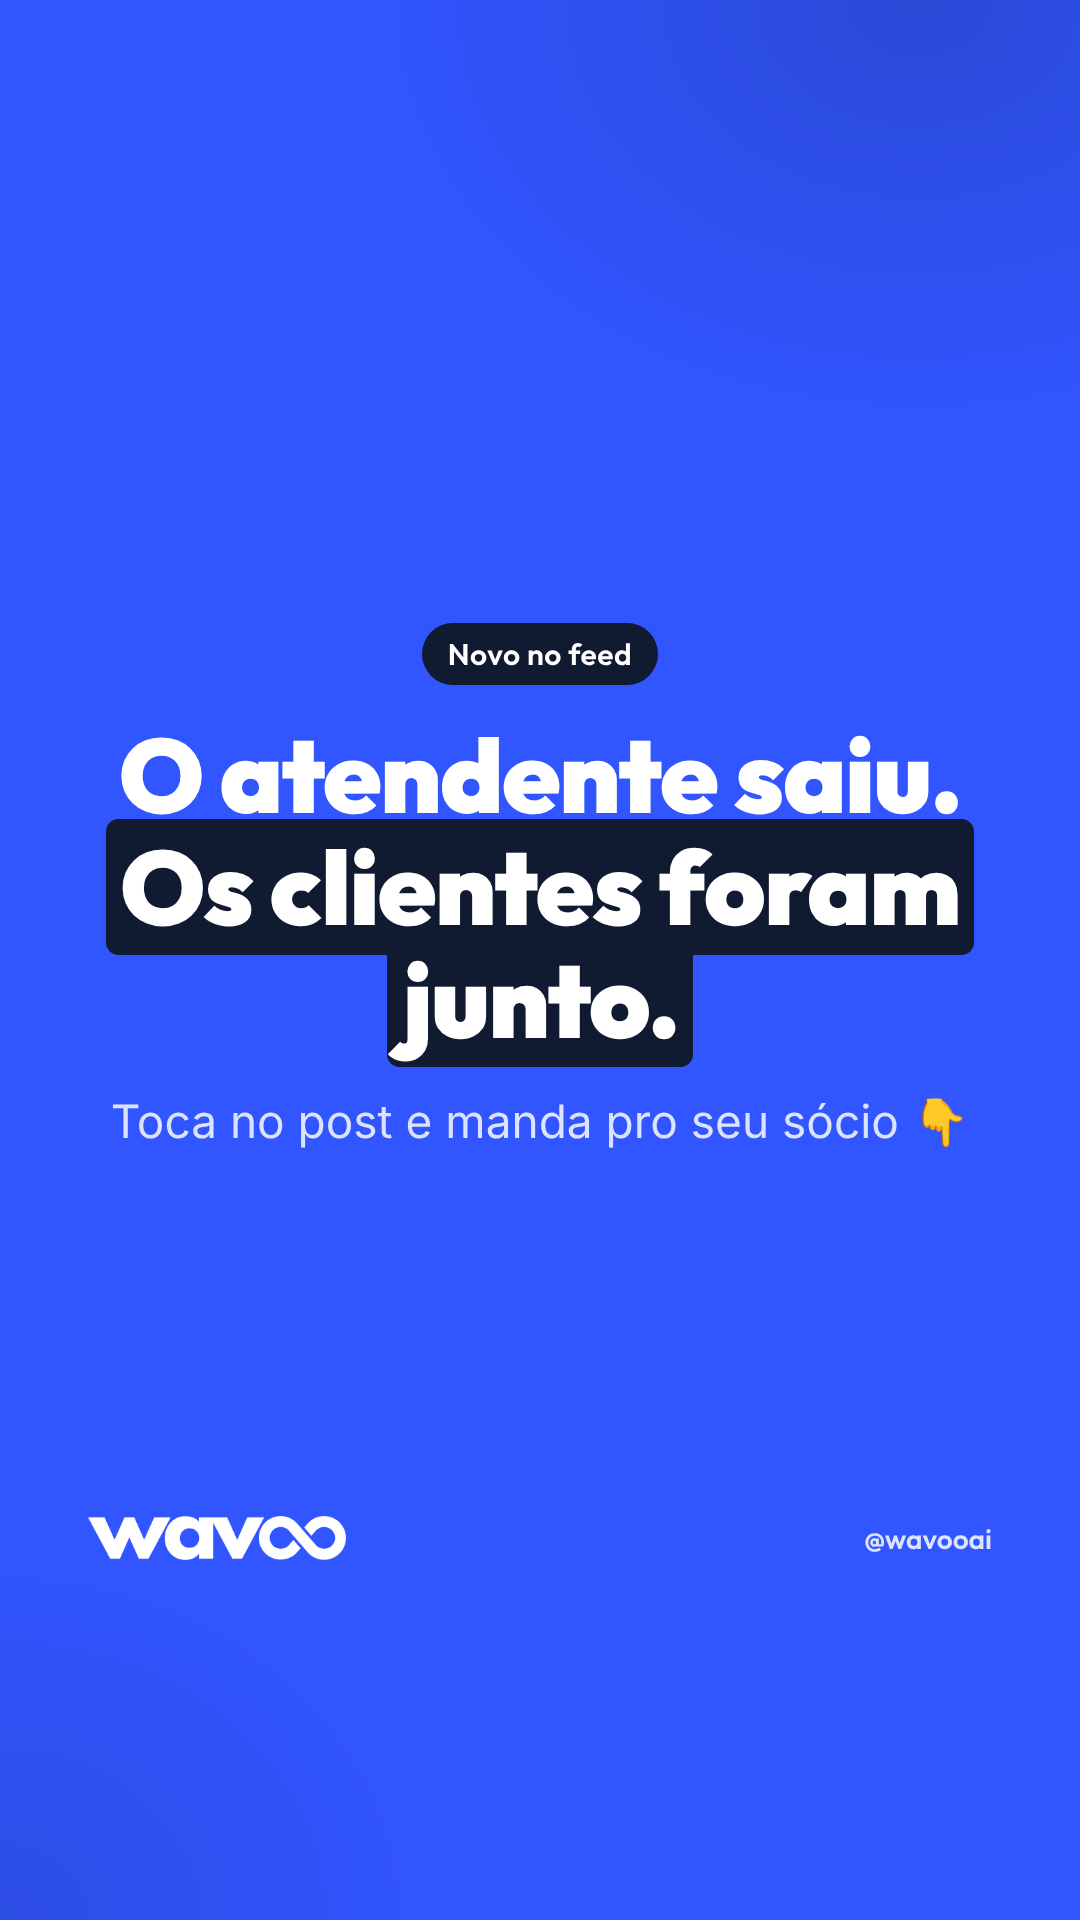 Novo no feed
O atendente saiu.
Os clientes foram
junto.
Toca no post e manda pro seu sócio 👇
wavoo
@wavooai